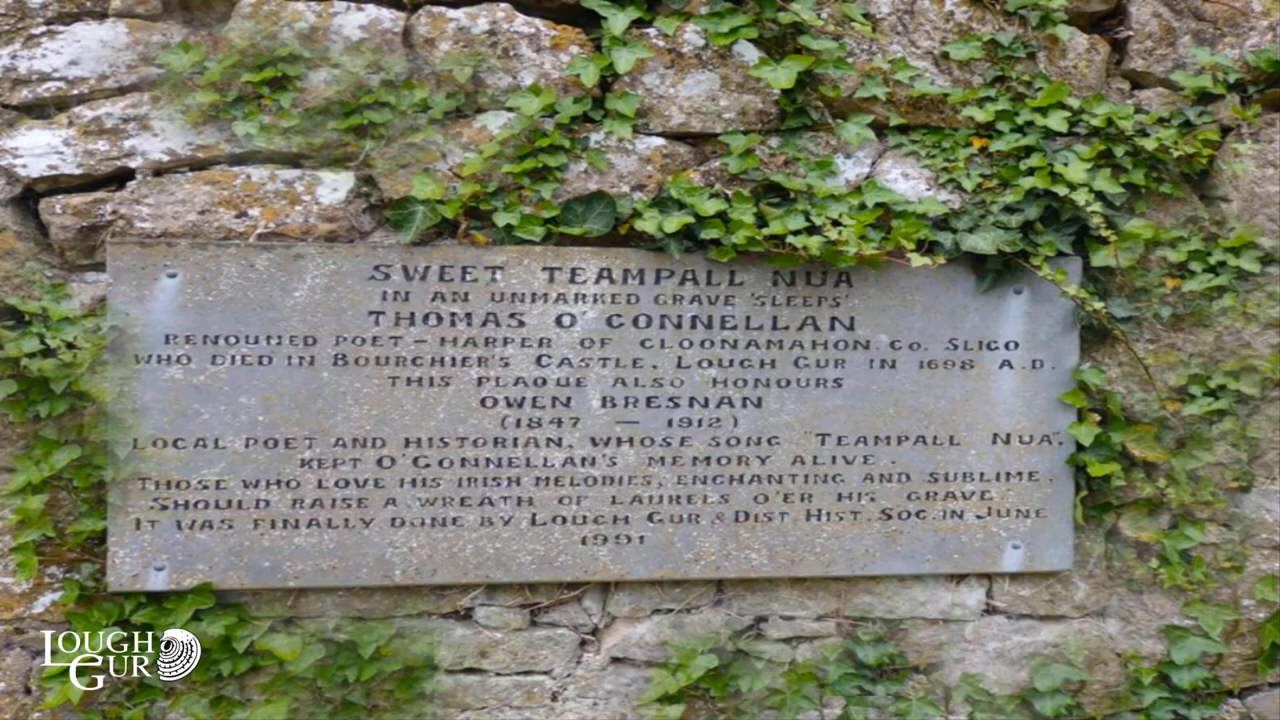 SWEET TEAMPALL NUA
IN AN UNMARKED GRAVE 'SLEEPS'
THOMAS O'CONNELLAN
RENOUNED POET - HARPER OF CLOONAMAHON. CO. SLIGO
WHO DIED IN BOURCHIER'S CASTLE, LOUGH GUR IN 1698 A.D.
THIS PLAQUE ALSO HONOURS
OWEN BRESNAN
(1847 — 1912)
LOCAL POET AND HISTORIAN, WHOSE SONG "TEAMPALL NUA",
KEPT O'CONNELLAN'S MEMORY ALIVE.
THOSE WHO LOVE HIS IRISH MELODIES, ENCHANTING AND SUBLIME,
SHOULD RAISE A WREATH OF LAURELS O'ER HIS GRAVE."
IT WAS FINALLY DONE BY LOUGH GUR & DIST. HIST. SOC. IN JUNE
1991
LOUGH
GUR